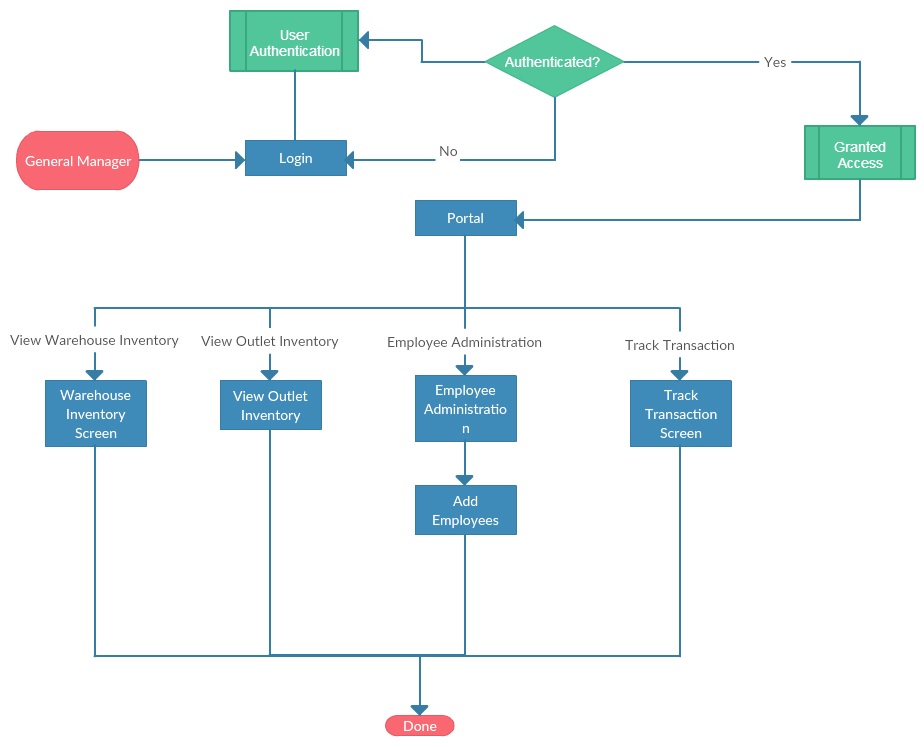 User
Authentication
Authenticated?
Yes
General Manager
Login
No
Granted
Access
Portal
View Warehouse Inventory
View Outlet Inventory
Employee Administration
Track Transaction
Warehouse
Inventory
Screen
View Outlet
Inventory
Employee
Administratio
n
Track
Transaction
Screen
Add
Employees
Done